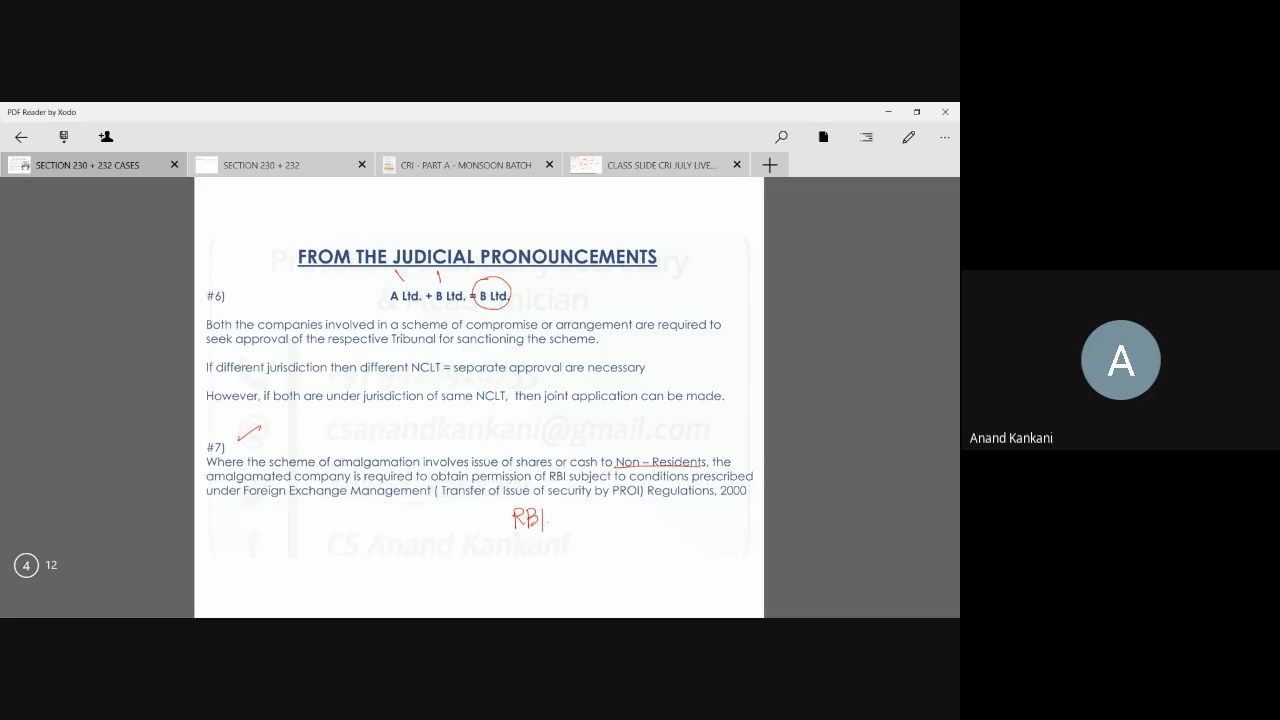 PDF Reader by Xodo
SECTION 230 + 232 CASES
SECTION 230 + 232
CRI - PART A - MONSOON BATCH
CLASS SLIDE CRI JULY LIVE...
FROM THE JUDICIAL PRONOUNCEMENTS
#6) A Ltd. + B Ltd. = B Ltd.
Both the companies involved in a scheme of compromise or arrangement are required to
seek approval of the respective Tribunal for sanctioning the scheme.
If different jurisdiction then different NCLT = separate approval are necessary
However, if both are under jurisdiction of same NCLT, then joint application can be made.
#7)
Where the scheme of amalgamation involves issue of shares or cash to Non – Residents, the
amalgamated company is required to obtain permission of RBI subject to conditions prescribed
under Foreign Exchange Management ( Transfer of Issue of security by PROI) Regulations, 2000
RBI
& Academician
csanandkankani@gmail.com
CS Anand Kankani
4 12
A
Anand Kankani